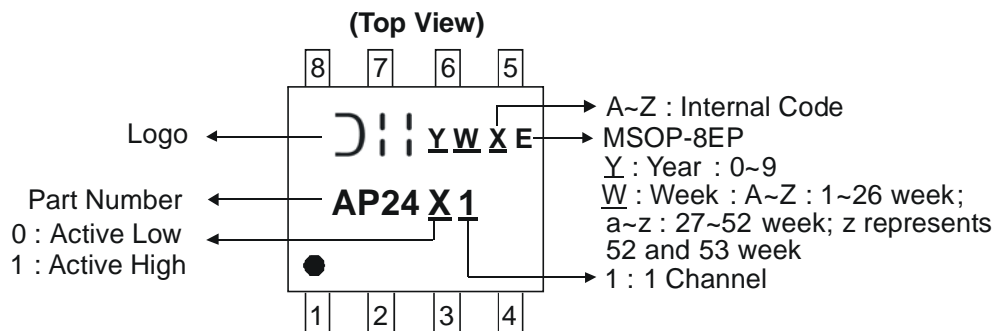 (Top View)
8 7 6 5
Logo
Y W X E
A~Z : Internal Code
MSOP-8EP
Y : Year : 0~9
W : Week : A~Z : 1~26 week;
a~z : 27~52 week; z represents
52 and 53 week
Part Number
AP24 X 1
0 : Active Low
1 : Active High
1 : 1 Channel
1 2 3 4